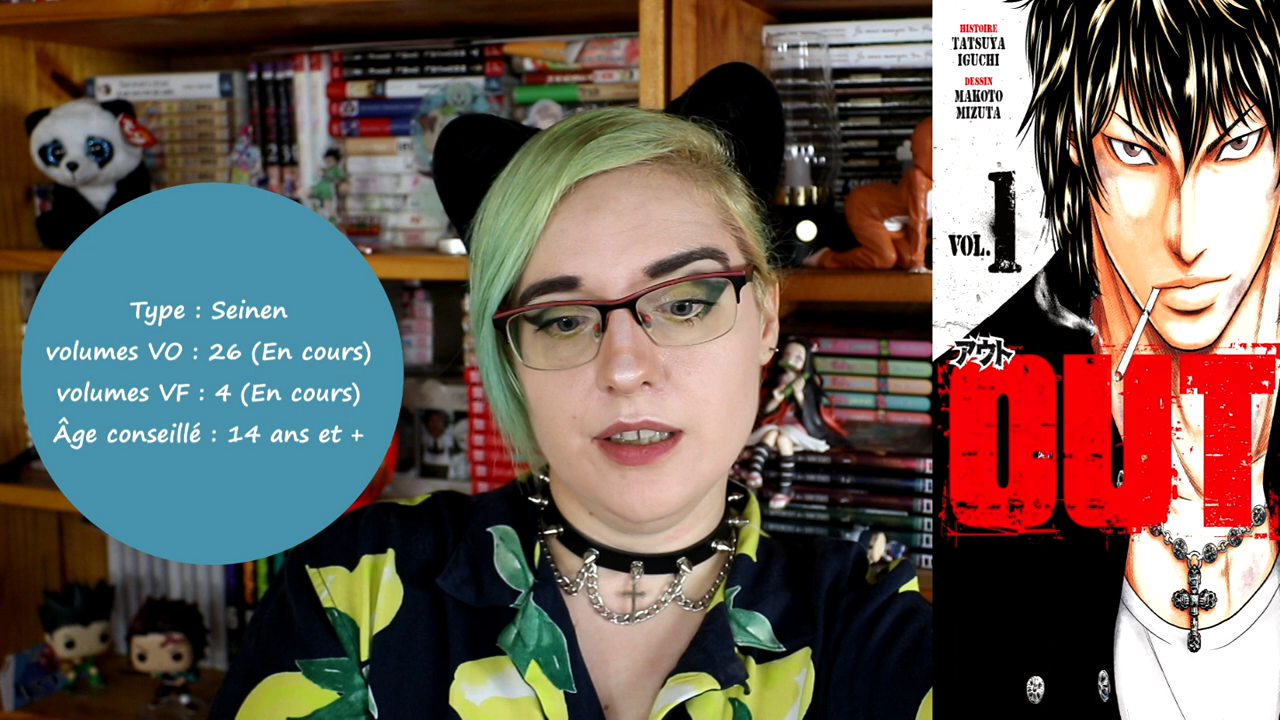 Type : Seinen
volumes VO : 26 (En cours)
volumes VF : 4 (En cours)
Âge conseillé : 14 ans et +
HISTOIRE
TATSUYA
IGUCHI
DESSIN
MAKOTO
MIZUTA
VOL. 1
アウト
OUT